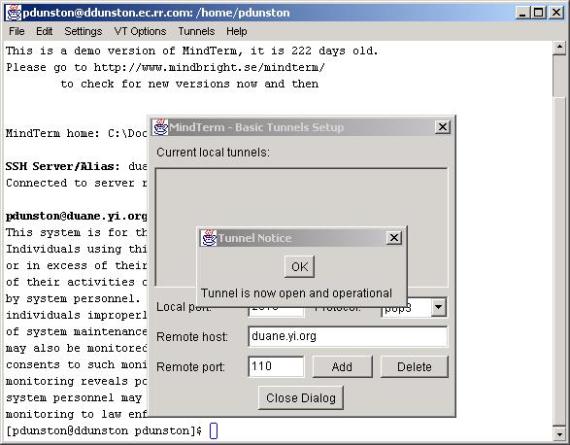 pdunston@ddunston.ec.rr.com: /home/pdunston
File Edit Settings VT Options Tunnels Help
This is a demo version of MindTerm, it is 222 days old.
Please go to http://www.mindbright.se/mindterm/
to check for new versions now and then
MindTerm - Basic Tunnels Setup
MindTerm home: C:\Doc
Current local tunnels:
SSH Server/Alias: dua
Connected to server r
pdunston@duane.yi.org
This system is for th
Individuals using thi
or in excess of their
of their activities c
by system personnel.
individuals improperl
of system maintenance
may also be monitored
consents to such moni
monitoring reveals po
system personnel may
monitoring to law enf
[pdunston@ddunston pdunston]$
Tunnel Notice
OK
Tunnel is now open and operational
Local port: Protocol: pop3
Remote host: duane.yi.org
Remote port: 110 Add Delete
Close Dialog